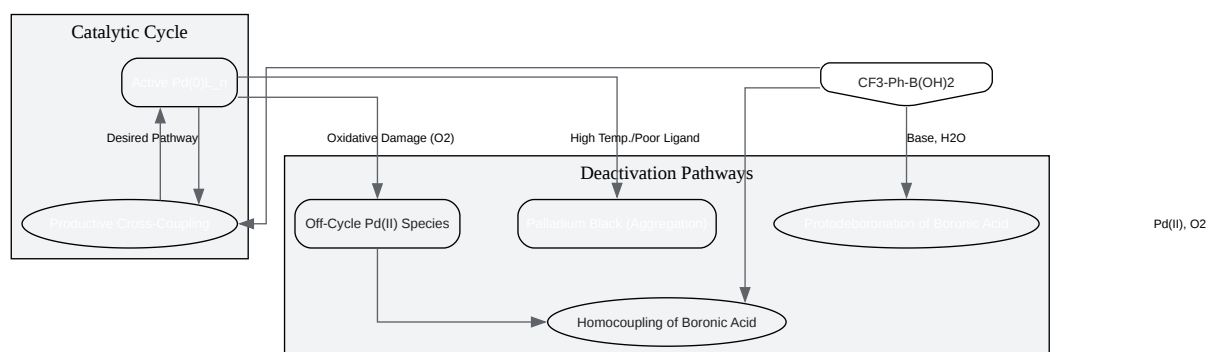 Catalytic Cycle
Active Pd(0)L_n
CF3-Ph-B(OH)2
Desired Pathway
Oxidative Damage (O2)
High Temp./Poor Ligand
Base, H2O
Deactivation Pathways
Productive Cross-Coupling
Off-Cycle Pd(II) Species
Palladium Black (Aggregation)
Protodeboronation of Boronic Acid
Pd(II), O2
Homocoupling of Boronic Acid